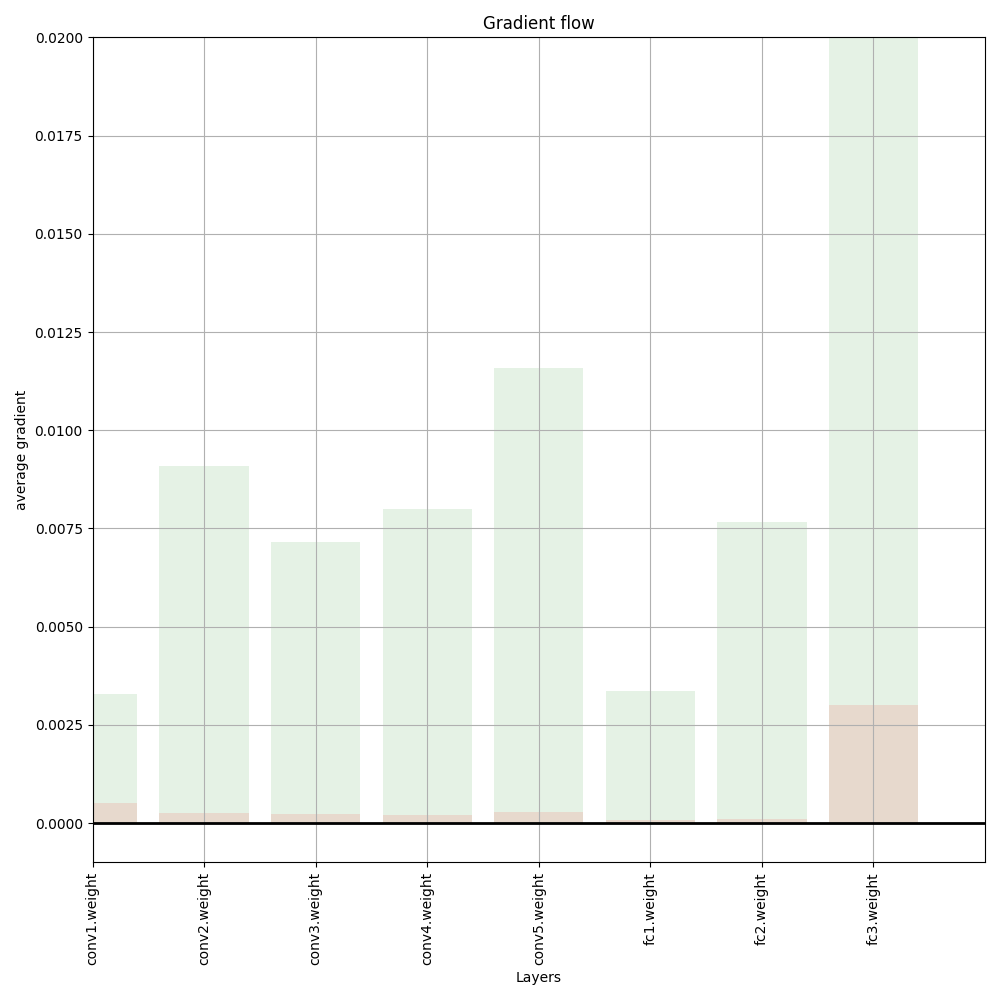 Gradient flow
0.0200
0.0175
0.0150
0.0125
0.0100
0.0075
0.0050
0.0025
0.0000
average gradient
conv1.weight
conv2.weight
conv3.weight
conv4.weight
conv5.weight
fc1.weight
fc2.weight
fc3.weight
Layers